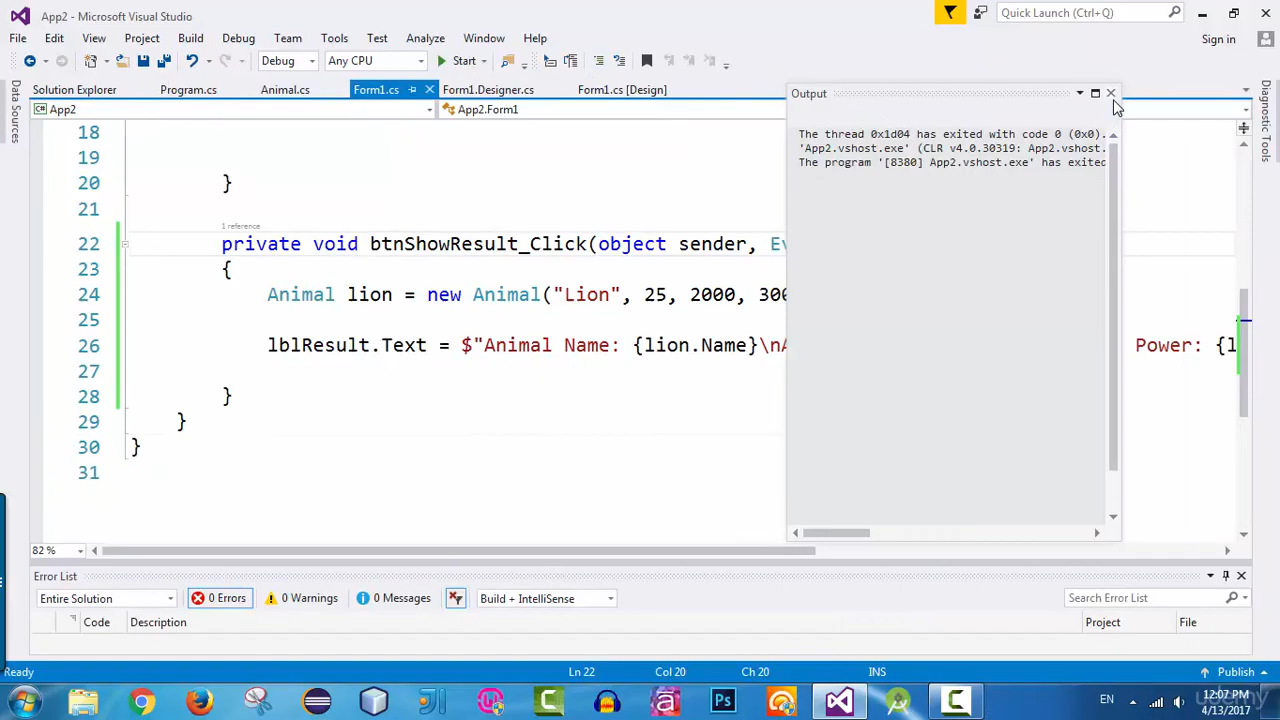 App2 - Microsoft Visual Studio
Quick Launch (Ctrl+Q)
File Edit View Project Build Debug Team Tools Test Analyze Window Help
Sign in
Debug Any CPU Start
Data Sources
Solution Explorer Program.cs Animal.cs Form1.cs Form1.Designer.cs Form1.cs [Design]
App2 App2.Form1
Output
Diagnostic Tools
The thread 0x1d04 has exited with code 0 (0x0).
'App2.vshost.exe' (CLR v4.0.30319: App2.vshost.
The program '[8380] App2.vshost.exe' has exited
18
19
20 }
21
1 reference
22 private void btnShowResult_Click(object sender, Ev
23 {
24 Animal lion = new Animal("Lion", 25, 2000, 300
25
26 lblResult.Text = $"Animal Name: {lion.Name}\nA Power: {l
27
28 }
29 }
30 }
31
82 %
Error List
Entire Solution 0 Errors 0 Warnings 0 Messages Build + IntelliSense Search Error List
Code Description Project File
Ready Ln 22 Col 20 Ch 20 INS Publish
Ps
EN
12:07 PM
4/13/2017
udemy